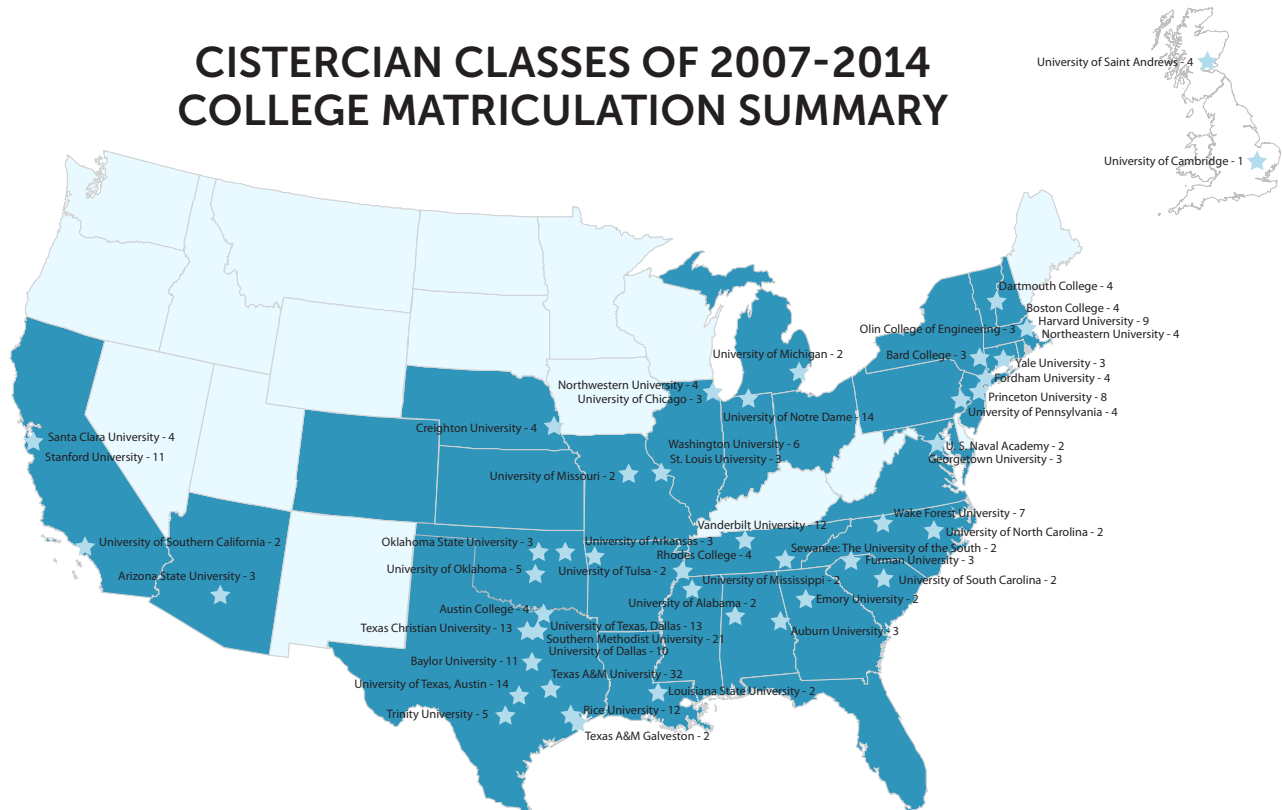 CISTERCIAN CLASSES OF 2007-2014
COLLEGE MATRICULATION SUMMARY
University of Saint Andrews - 4
University of Cambridge - 1
Dartmouth College - 4
Boston College - 4
Harvard University - 9
Olin College of Engineering - 3
Northeastern University - 4
University of Michigan - 2
Bard College - 3
Yale University - 3
Fordham University - 4
Northwestern University - 4
University of Chicago - 3
Princeton University - 8
University of Pennsylvania - 4
University of Notre Dame - 14
Creighton University - 4
Santa Clara University - 4
Stanford University - 11
Washington University - 6
St. Louis University - 3
U. S. Naval Academy - 2
Georgetown University - 3
University of Missouri - 2
Wake Forest University - 7
Vanderbilt University - 12
University of North Carolina - 2
University of Southern California - 2
Oklahoma State University - 3
University of Arkansas - 3
Sewanee: The University of the South - 2
Rhodes College - 4
Furman University - 3
University of Oklahoma - 5
University of Tulsa - 2
Arizona State University - 3
University of Mississippi - 2
University of South Carolina - 2
University of Alabama - 2
Emory University - 2
Austin College - 4
Texas Christian University - 13
University of Texas, Dallas - 13
Auburn University - 3
Southern Methodist University - 21
University of Dallas - 10
Baylor University - 11
Texas A&M University - 32
University of Texas, Austin - 14
Louisiana State University - 2
Trinity University - 5
Rice University - 12
Texas A&M Galveston - 2